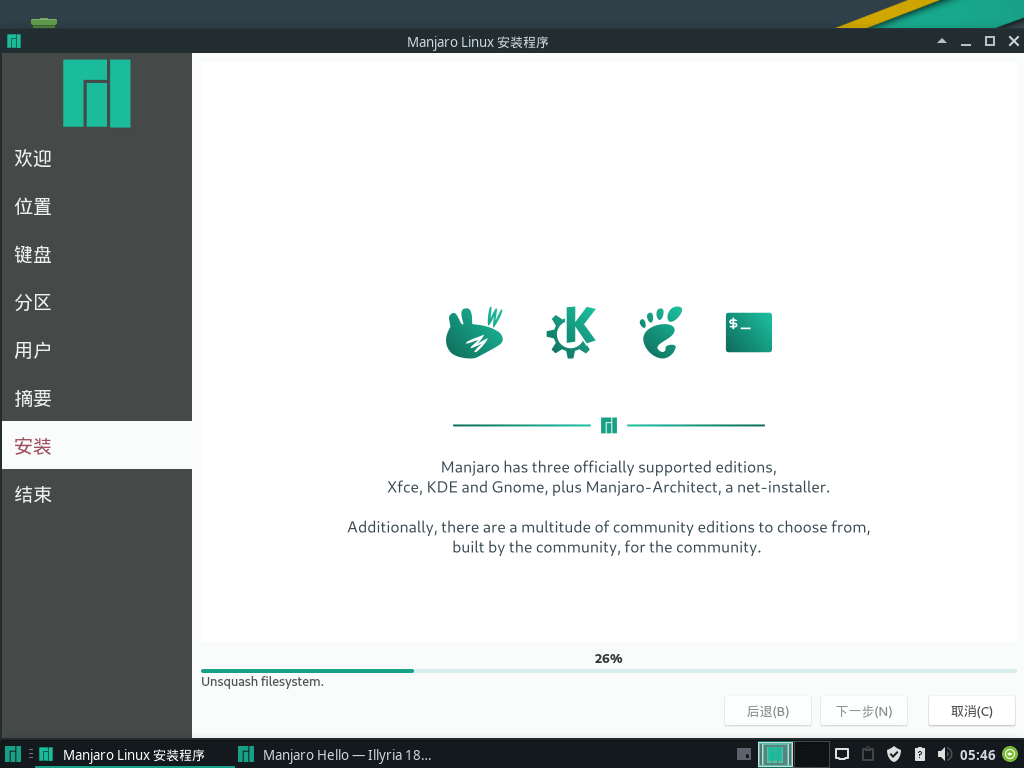 Manjaro Linux 安装程序
欢迎
位置
键盘
分区
用户
摘要
安装
结束
$_
Manjaro has three officially supported editions,
Xfce, KDE and Gnome, plus Manjaro-Architect, a net-installer.
Additionally, there are a multitude of community editions to choose from,
built by the community, for the community.
26%
Unsquash filesystem.
后退(B) 下一步(N) 取消(C)
Manjaro Linux 安装程序 Manjaro Hello — Illyria 18... 05:46